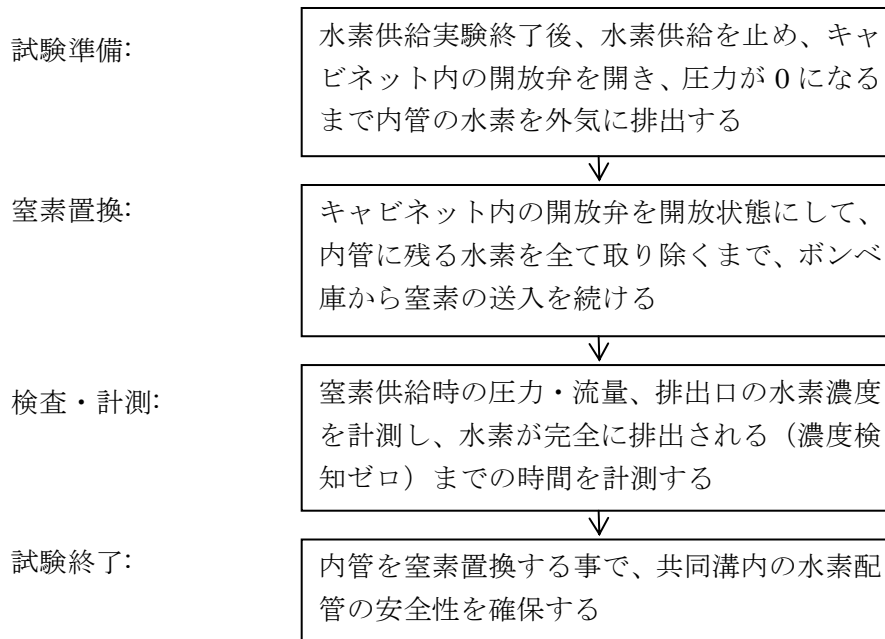 試験準備:
水素供給実験終了後、水素供給を止め、キャ
ビネット内の開放弁を開き、圧力が 0 になる
まで内管の水素を外気に排出する
窒素置換:
キャビネット内の開放弁を開放状態にして、
内管に残る水素を全て取り除くまで、ボンベ
庫から窒素の送入を続ける
検査・計測:
窒素供給時の圧力・流量、排出口の水素濃度
を計測し、水素が完全に排出される（濃度検
知ゼロ）までの時間を計測する
試験終了:
内管を窒素置換する事で、共同溝内の水素配
管の安全性を確保する